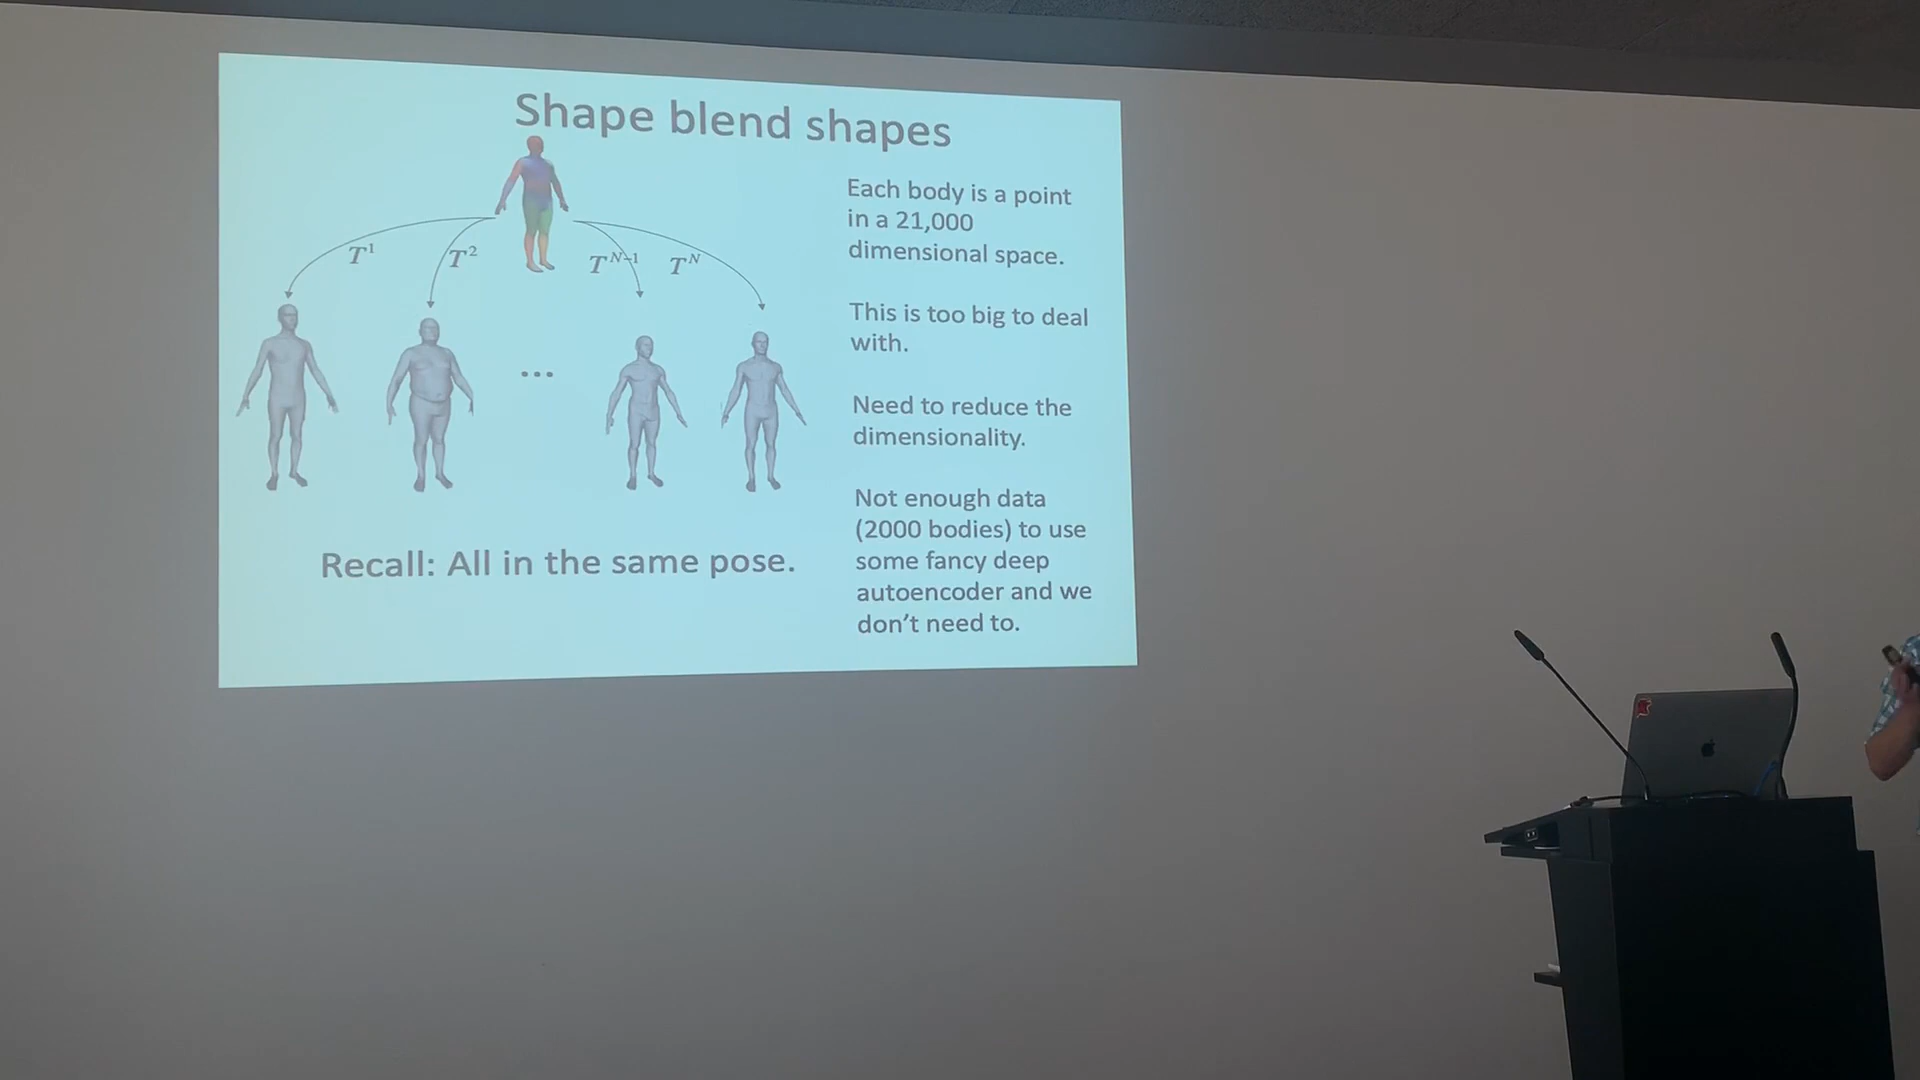 Shape blend shapes
T¹
T²
Tᴺ⁻¹
Tᴺ
...
Recall: All in the same pose.
Each body is a point
in a 21,000
dimensional space.
This is too big to deal
with.
Need to reduce the
dimensionality.
Not enough data
(2000 bodies) to use
some fancy deep
autoencoder and we
don’t need to.